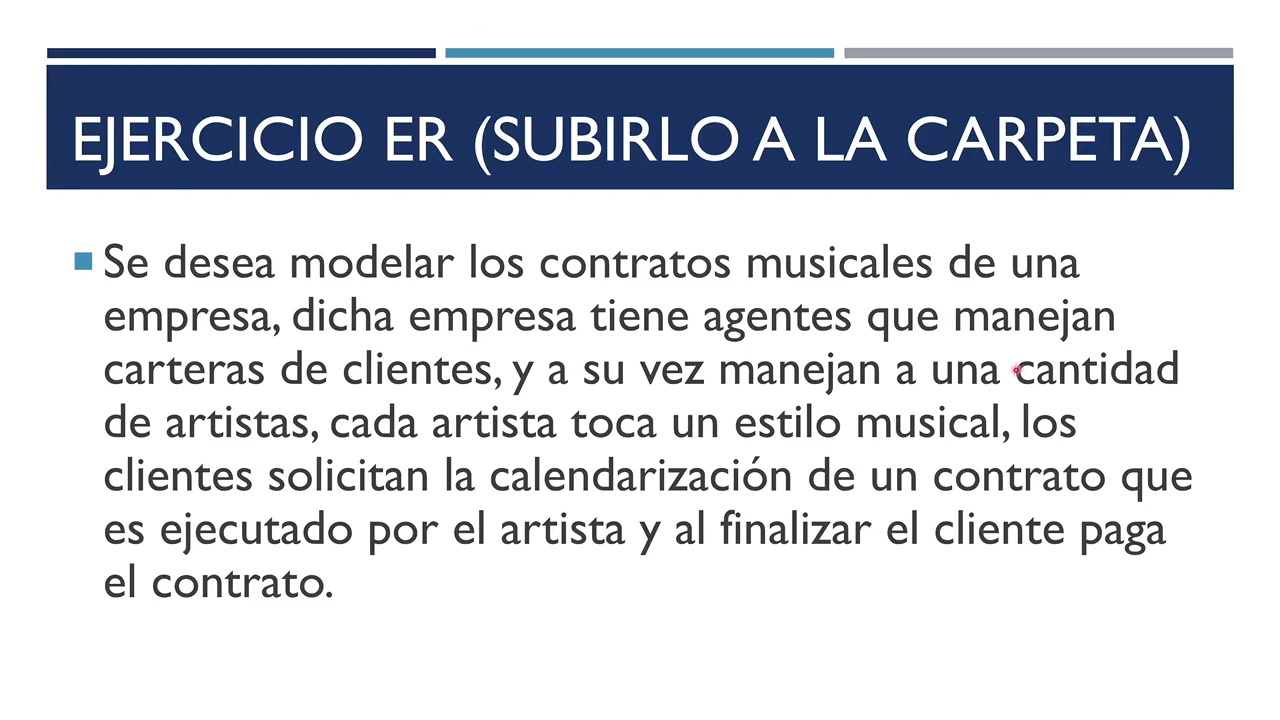 EJERCICIO ER (SUBIRLO A LA CARPETA)
Se desea modelar los contratos musicales de una
empresa, dicha empresa tiene agentes que manejan
carteras de clientes, y a su vez manejan a una cantidad
de artistas, cada artista toca un estilo musical, los
clientes solicitan la calendarización de un contrato que
es ejecutado por el artista y al finalizar el cliente paga
el contrato.